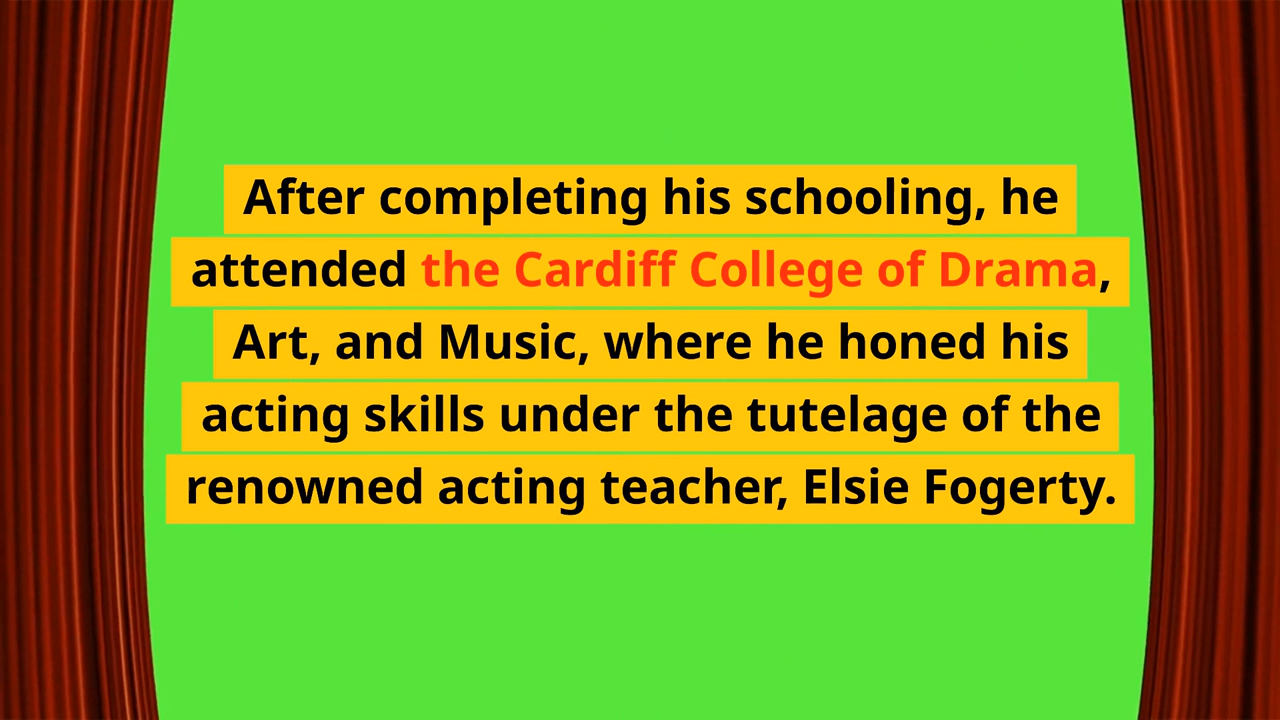 After completing his schooling, he
attended the Cardiff College of Drama,
Art, and Music, where he honed his
acting skills under the tutelage of the
renowned acting teacher, Elsie Fogerty.